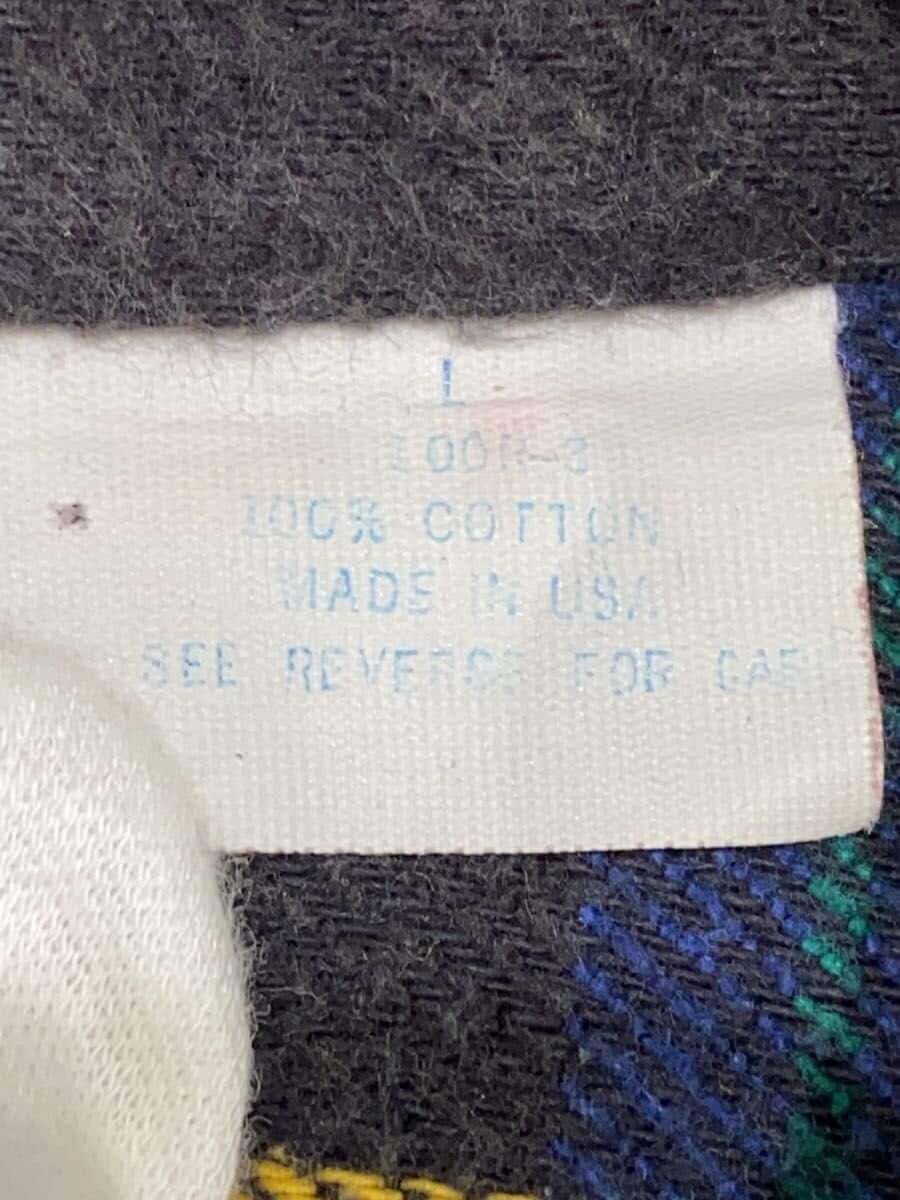 L
100% COTTON
MADE IN USA
SEE REVERSE FOR